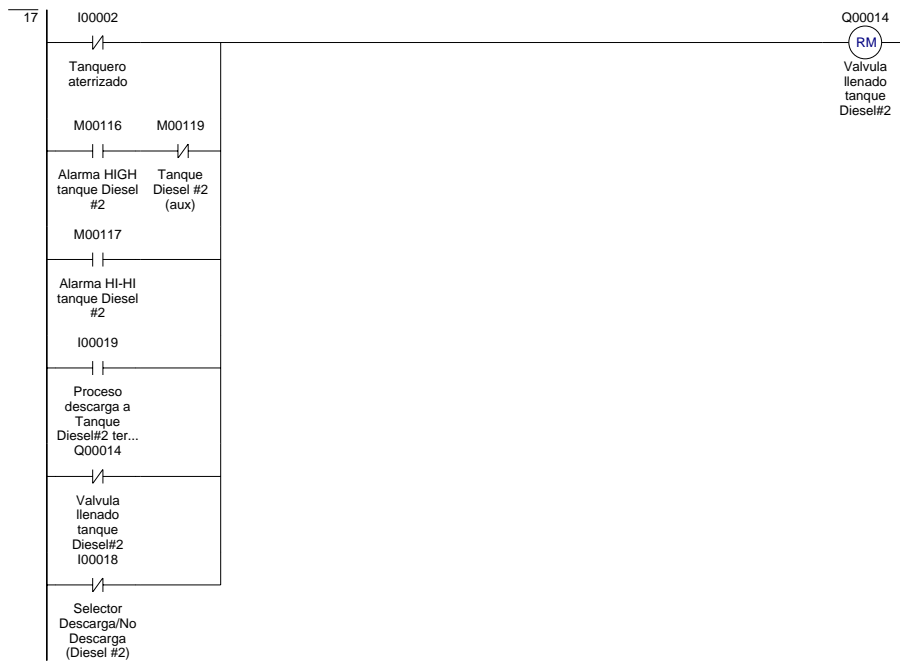 17
I00002
Q00014
RM
Tanquero
aterrizado
Valvula
llenado
tanque
Diesel#2
M00116
M00119
Alarma HIGH
tanque Diesel
#2
Tanque
Diesel #2
(aux)
M00117
Alarma HI-HI
tanque Diesel
#2
I00019
Proceso
descarga a
Tanque
Diesel#2 ter...
Q00014
Valvula
llenado
tanque
Diesel#2
I00018
Selector
Descarga/No
Descarga
(Diesel #2)